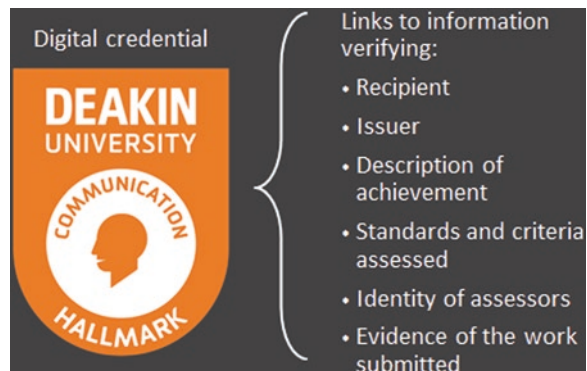 Digital credential
DEAKIN
UNIVERSITY
COMMUNICATION
HALLMARK
Links to information
verifying:
• Recipient
• Issuer
• Description of
achievement
• Standards and criteria
assessed
• Identity of assessors
• Evidence of the work
submitted